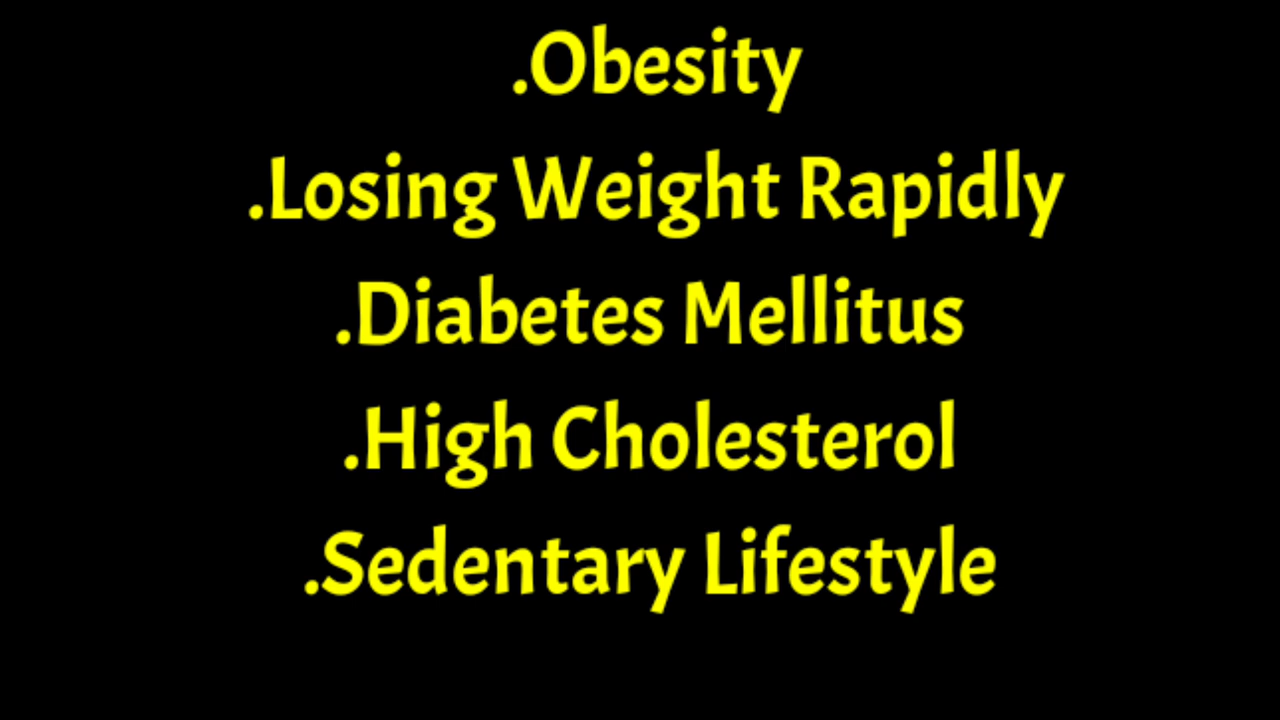 .Obesity
.Losing Weight Rapidly
.Diabetes Mellitus
.High Cholesterol
.Sedentary Lifestyle